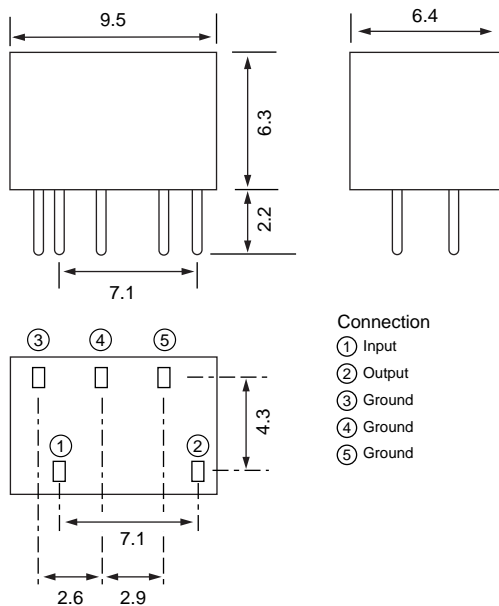 9.5
6.4
6.3
2.2
7.1
3 4 5
1 2
4.3
7.1
2.6 2.9
Connection
1 Input
2 Output
3 Ground
4 Ground
5 Ground